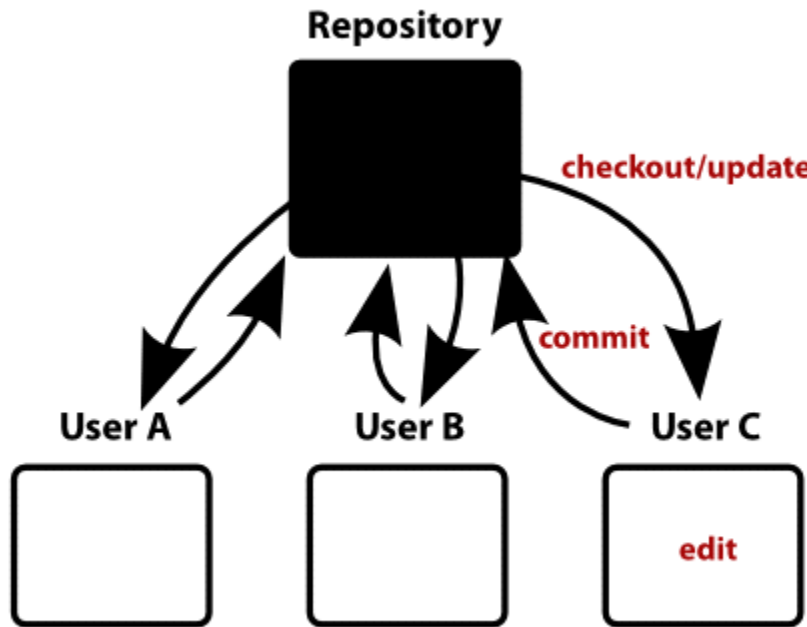 Repository
checkout/update
commit
User A
User B
User C
edit